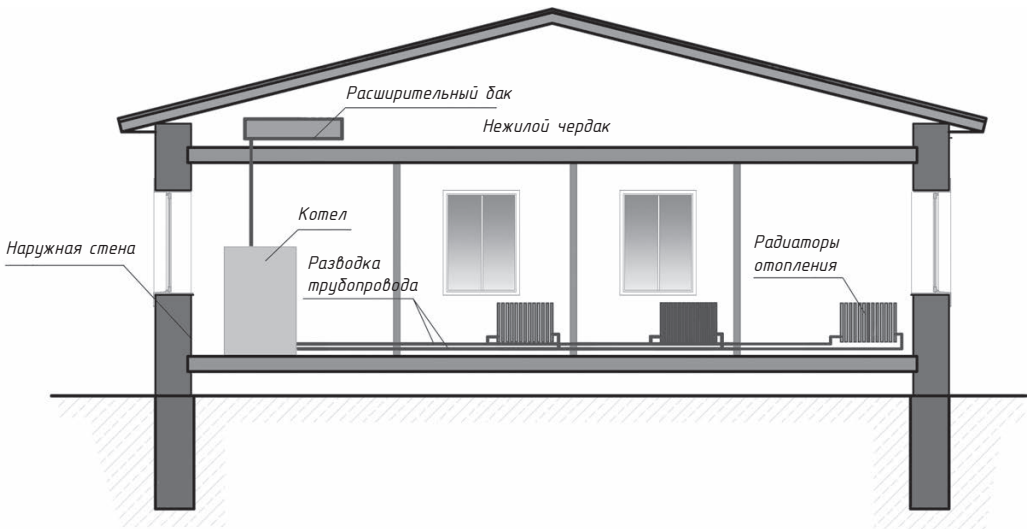 Расширительный бак
Нежилой чердак
Котел
Наружная стена
Разводка
трубопровода
Радиаторы
отопления